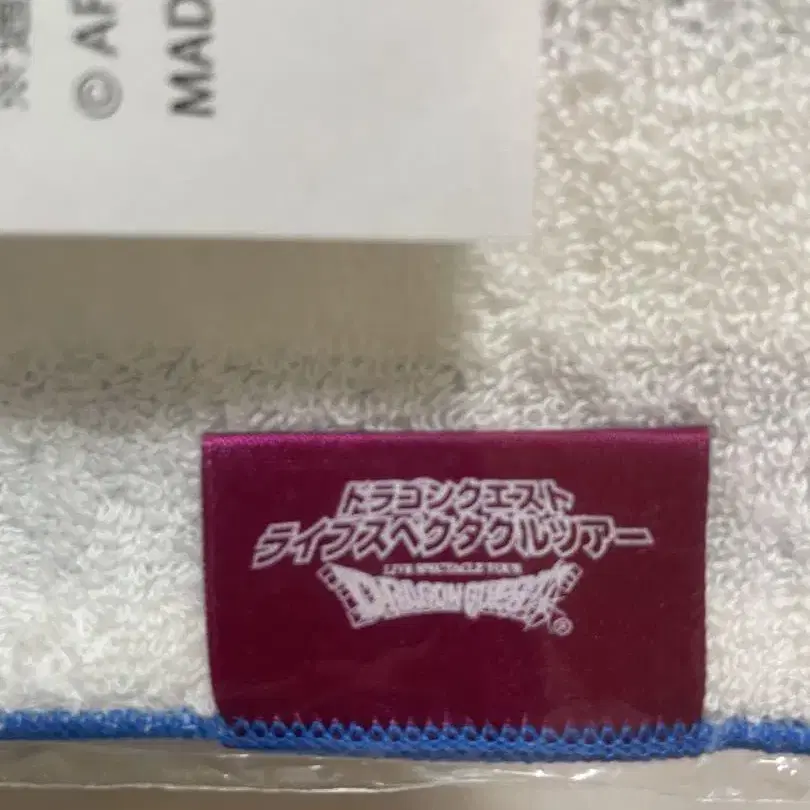 © AR
MAD
ドラゴンクエスト
ライブスペクタクルツアー
LIVE SPECTACLE TOUR
DRAGON QUEST
®